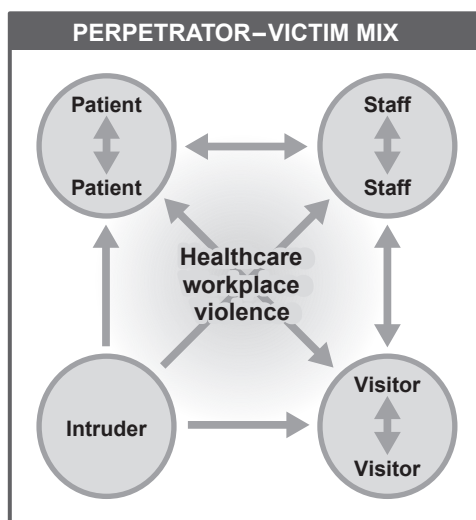 PERPETRATOR–VICTIM MIX
Patient
Patient
Staff
Staff
Healthcare
workplace
violence
Intruder
Visitor
Visitor